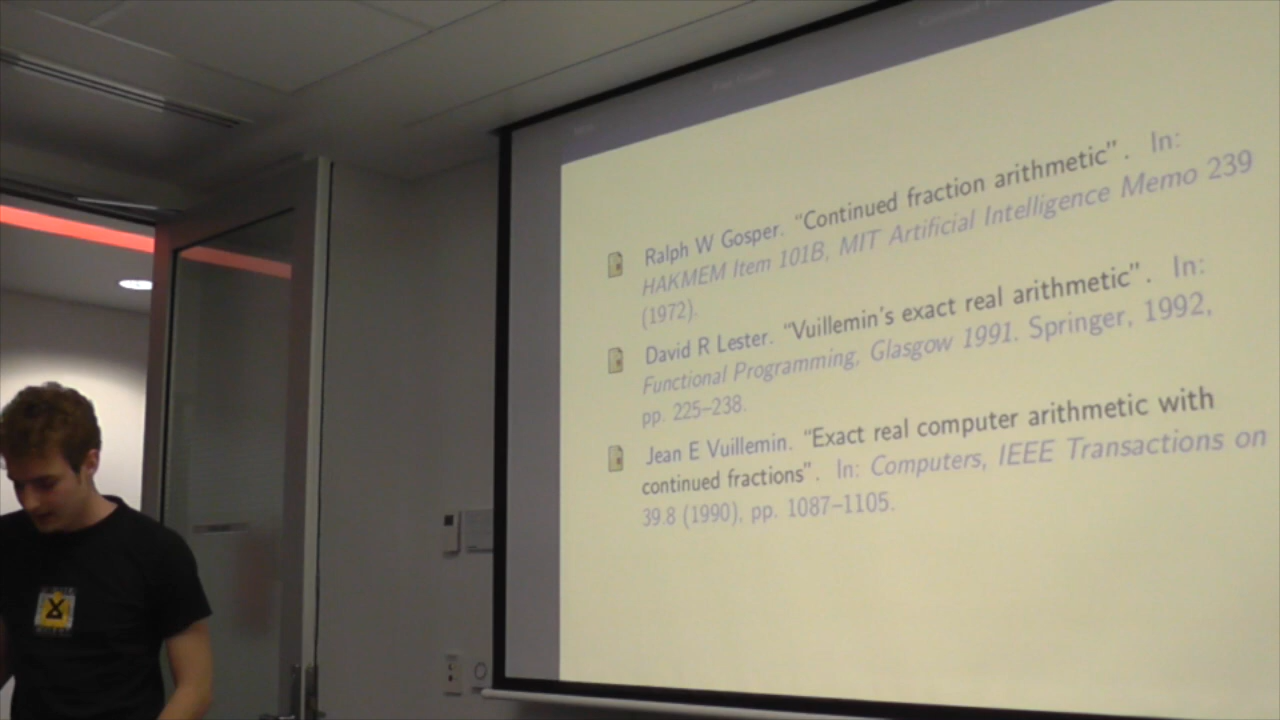 Ralph W Gosper. “Continued fraction arithmetic”. In:
HAKMEM Item 101B, MIT Artificial Intelligence Memo 239
(1972).
David R Lester. “Vuillemin's exact real arithmetic”. In:
Functional Programming, Glasgow 1991. Springer, 1992,
pp. 225–238.
Jean E Vuillemin. “Exact real computer arithmetic with
continued fractions”. In: Computers, IEEE Transactions on
39.8 (1990), pp. 1087–1105.